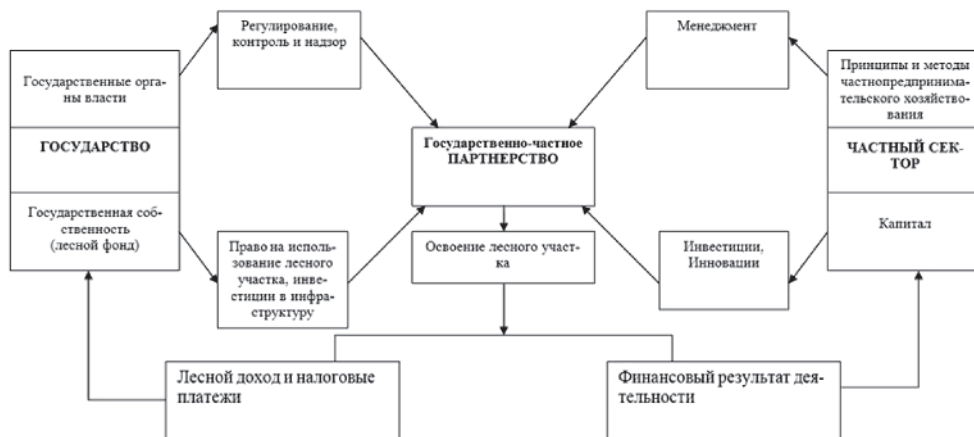 Регулирование,
контроль и надзор
Менеджмент
Государственные орга-
ны власти
Принципы и методы
частнопредпринима-
тельского хозяйство-
вания
ГОСУДАРСТВО
Государственно-частное
ПАРТНЕРСТВО
ЧАСТНЫЙ СЕК-
ТОР
Государственная соб-
ственность
(лесной фонд)
Капитал
Право на исполь-
зование лесного
участка, инве-
стиции в инфра-
структуру
Освоение лесного участ-
ка
Инвестиции,
Инновации
Лесной доход и налоговые
платежи
Финансовый результат дея-
тельности